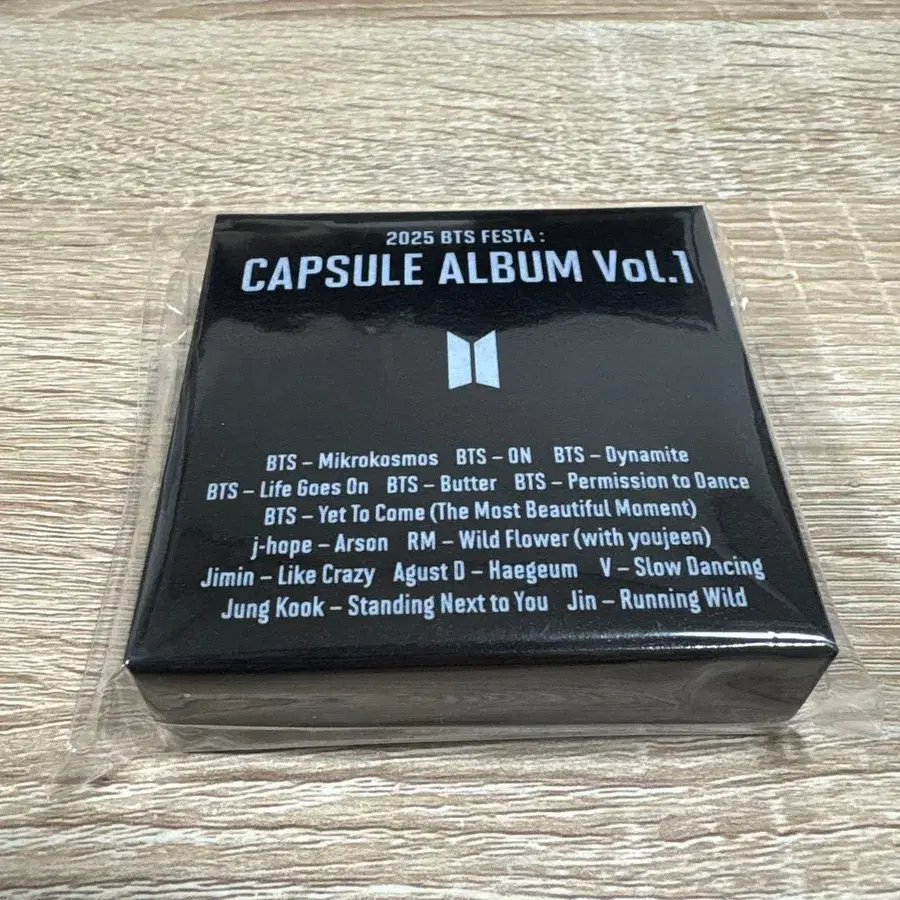 2025 BTS FESTA :
CAPSULE ALBUM Vol.1
BTS – Mikrokosmos BTS – ON BTS – Dynamite
BTS – Life Goes On BTS – Butter BTS – Permission to Dance
BTS – Yet To Come (The Most Beautiful Moment)
j-hope – Arson RM – Wild Flower (with youjeen)
Jimin – Like Crazy Agust D – Haegeum V – Slow Dancing
Jung Kook – Standing Next to You Jin – Running Wild